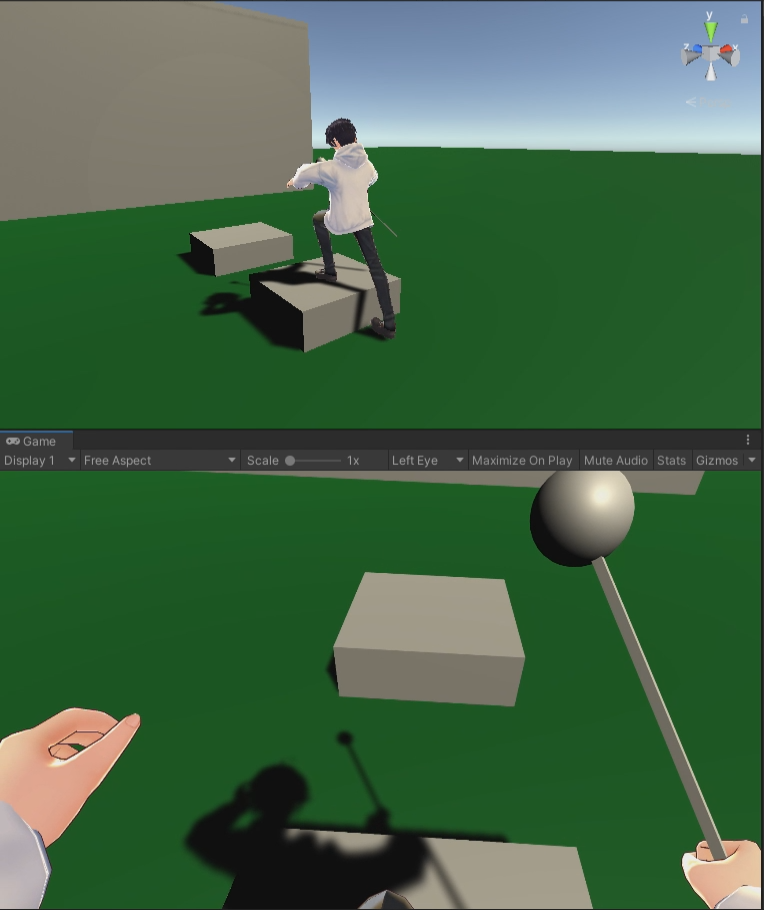 y
z
x
Game
Display 1 Free Aspect Scale 1x Left Eye Maximize On Play Mute Audio Stats Gizmos